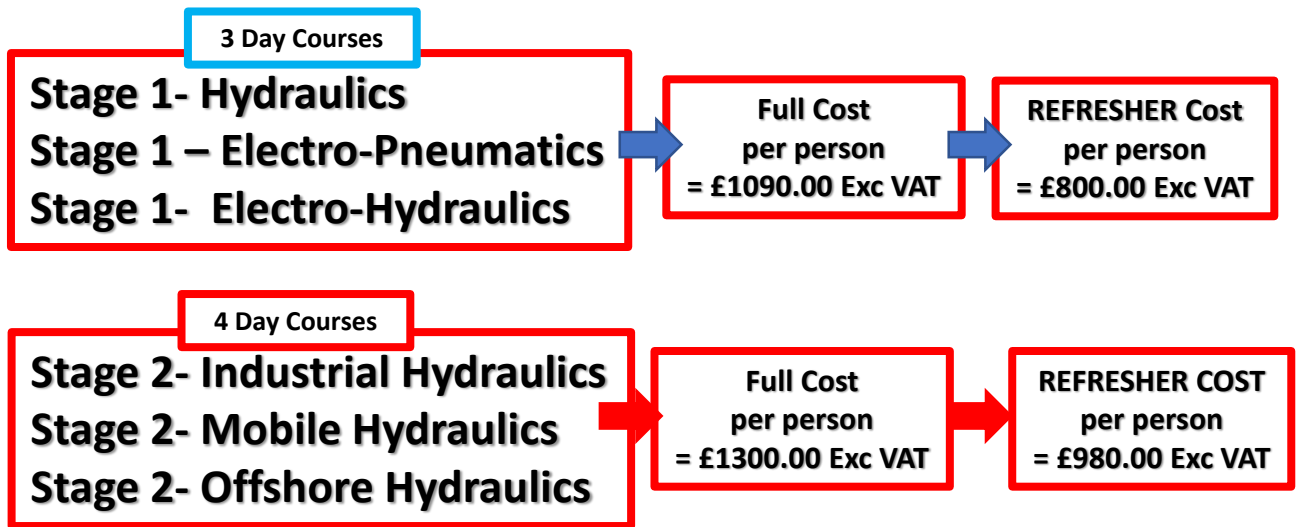 3 Day Courses
Stage 1- Hydraulics
Stage 1 – Electro-Pneumatics
Stage 1-  Electro-Hydraulics
Full Cost
per person
= £1090.00 Exc VAT
REFRESHER Cost
per person
= £800.00 Exc VAT
4 Day Courses
Stage 2- Industrial Hydraulics
Stage 2- Mobile Hydraulics
Stage 2- Offshore Hydraulics
Full Cost
per person
= £1300.00 Exc VAT
REFRESHER COST
per person
= £980.00 Exc VAT